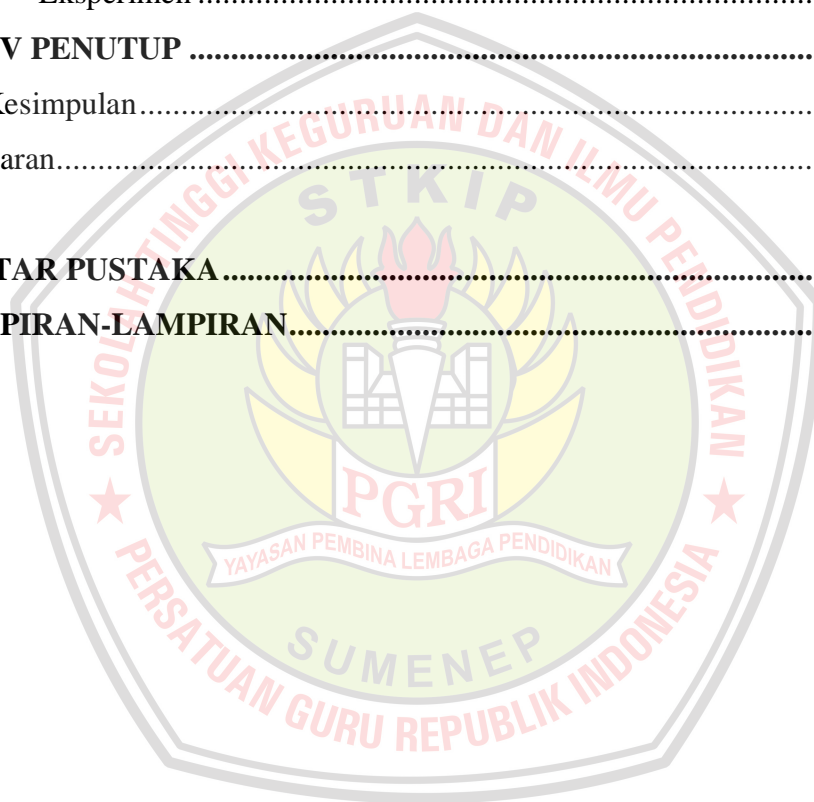 Eksperimen ...........................................................................
V PENUTUP ...........................................................................
Kesimpulan...........................................................................
aran...........................................................................
TAR PUSTAKA...........................................................................
PIRAN-LAMPIRAN...........................................................................
SEKOLAH TINGGI KEGURUAN DAN ILMU PENDIDIKAN
STKIP
PGRI
YAYASAN PEMBINA LEMBAGA PENDIDIKAN
SUMENEP
★ PERSATUAN GURU REPUBLIK INDONESIA ★